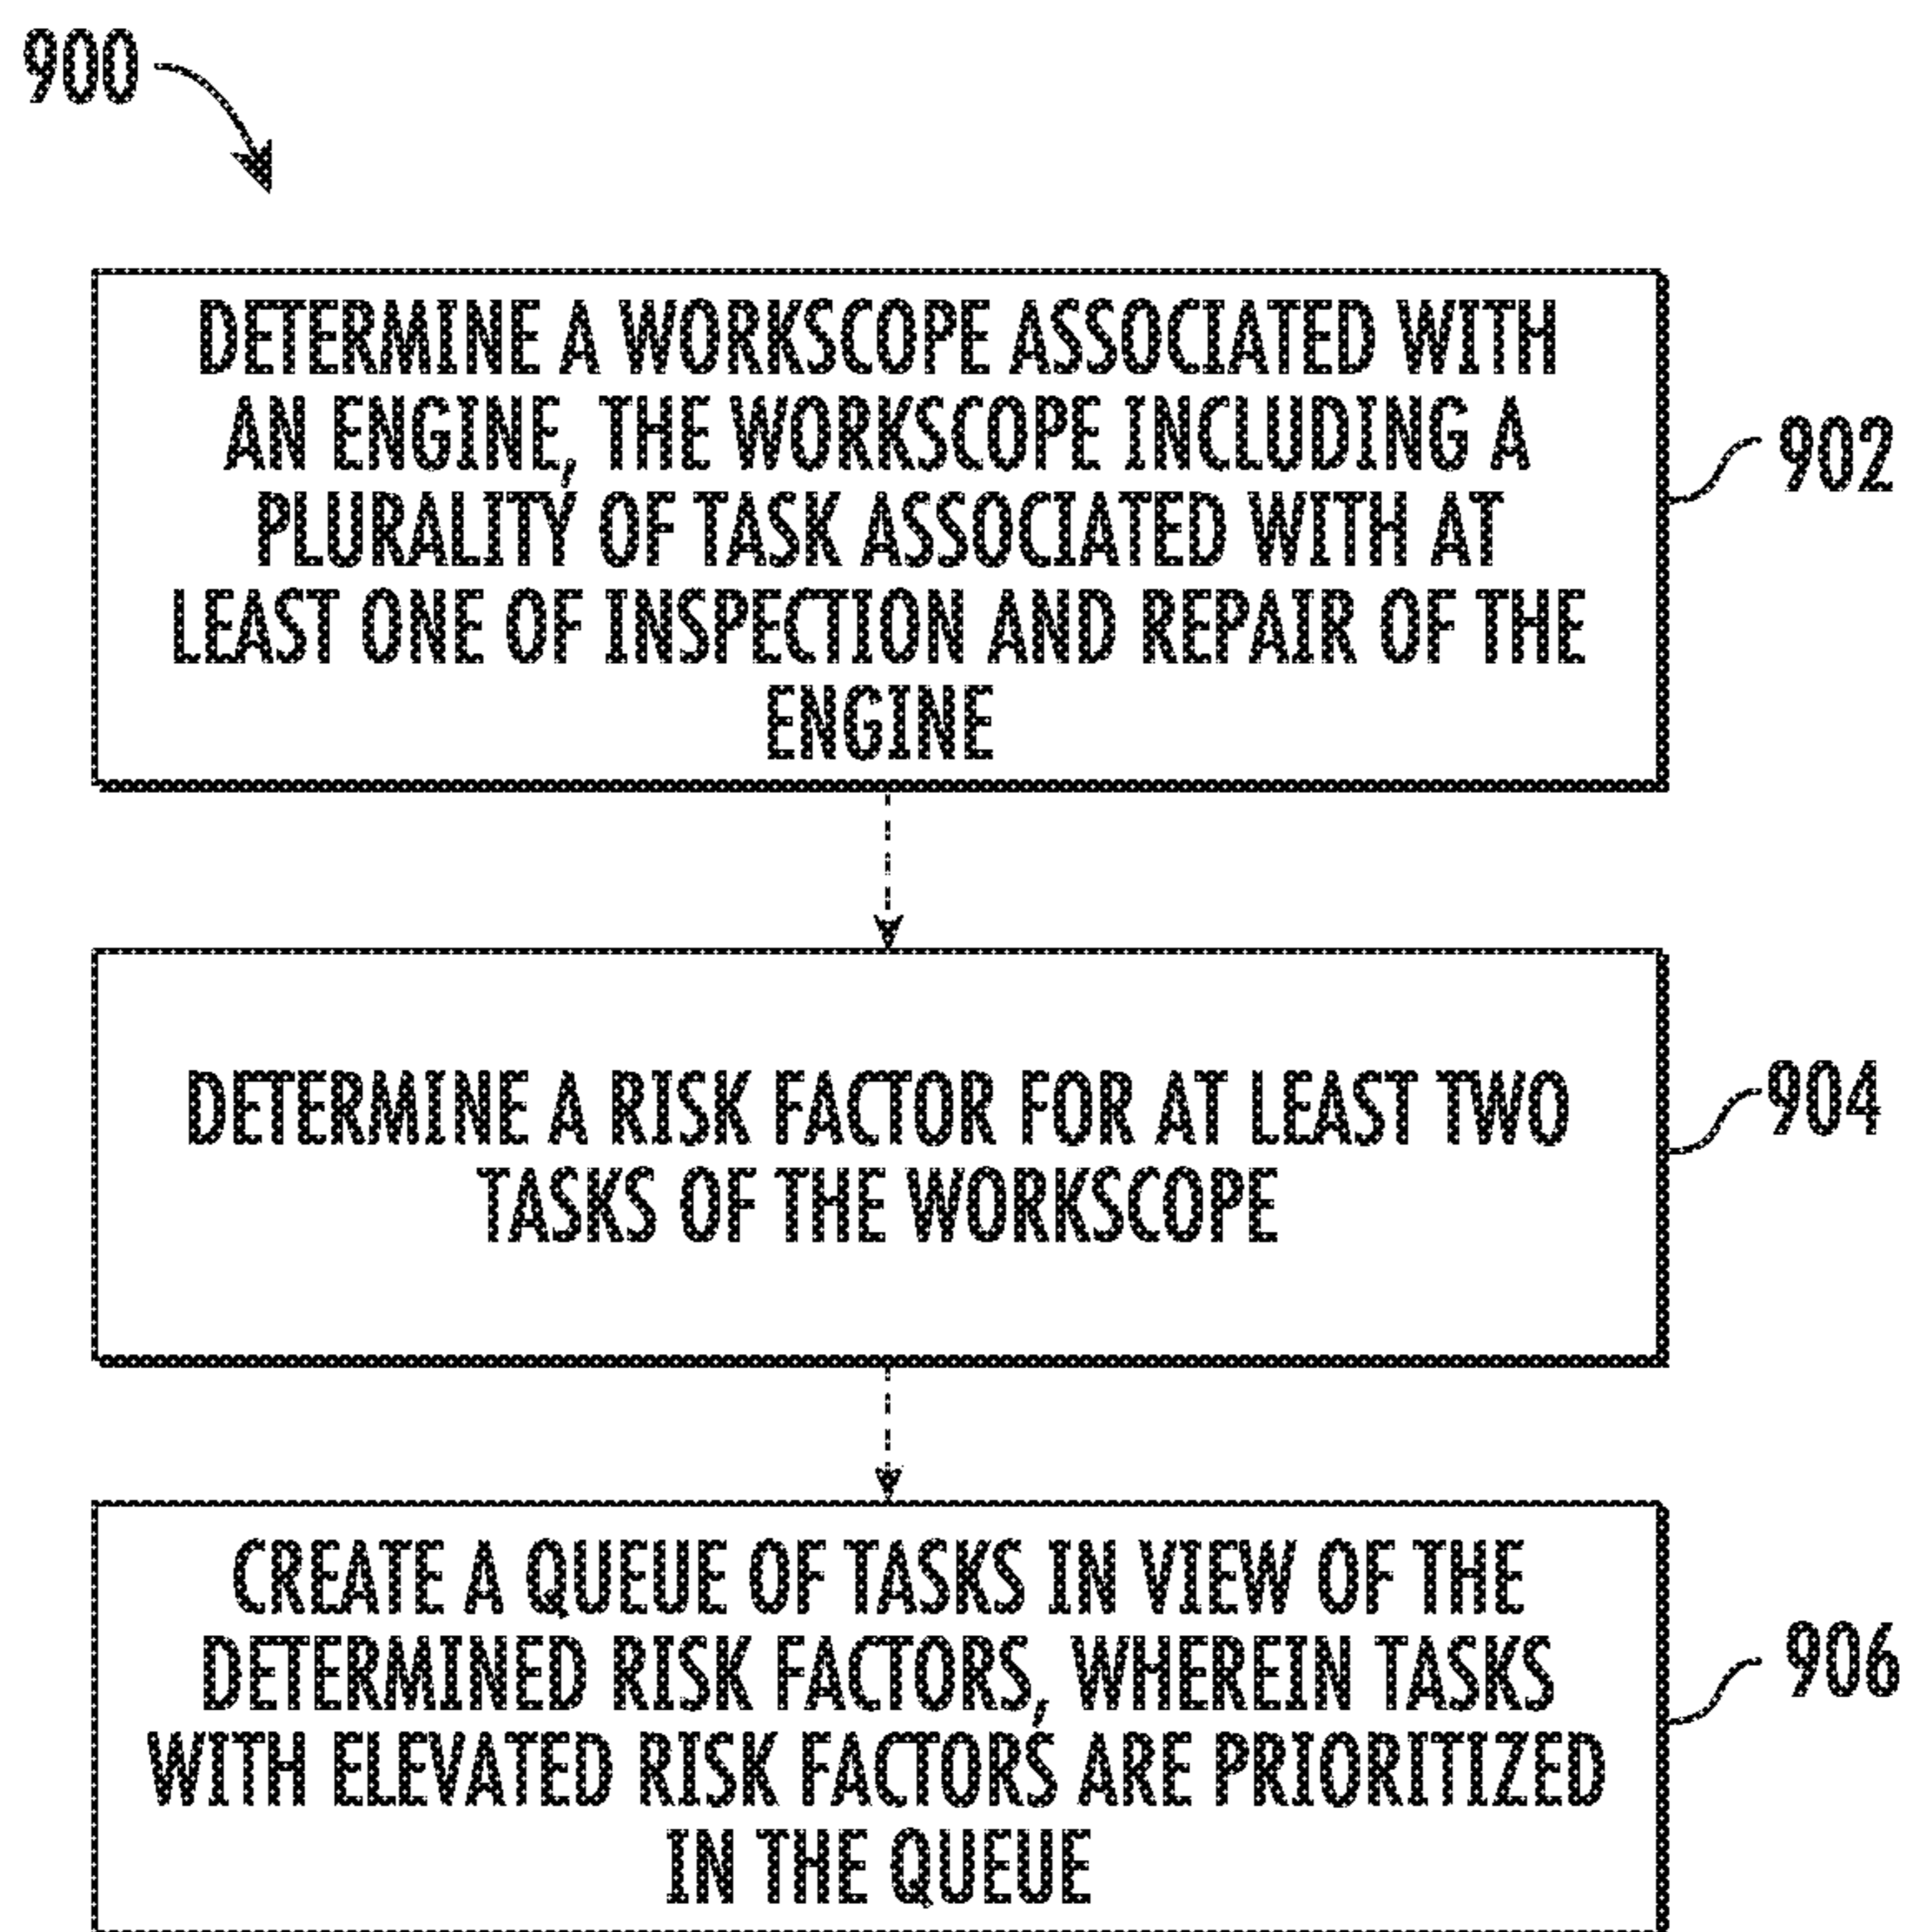 900
DETERMINE A WORKSCOPE ASSOCIATED WITH
AN ENGINE, THE WORKSCOPE INCLUDING A
PLURALITY OF TASK ASSOCIATED WITH AT
LEAST ONE OF INSPECTION AND REPAIR OF THE
ENGINE
902
DETERMINE A RISK FACTOR FOR AT LEAST TWO
TASKS OF THE WORKSCOPE
904
CREATE A QUEUE OF TASKS IN VIEW OF THE
DETERMINED RISK FACTORS, WHEREIN TASKS
WITH ELEVATED RISK FACTORS ARE PRIORITIZED
IN THE QUEUE
906